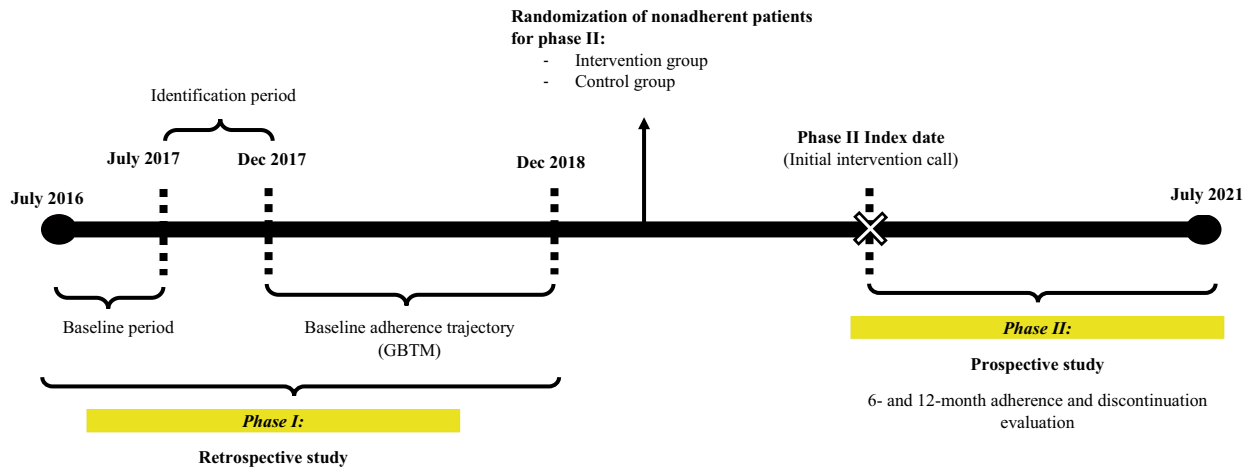 Randomization of nonadherent patients
for phase II:
- Intervention group
- Control group
Identification period
July 2017
Dec 2017
Dec 2018
Phase II Index date
(Initial intervention call)
July 2016
July 2021
Baseline period
Baseline adherence trajectory
(GBTM)
Phase I:
Retrospective study
Phase II:
Prospective study
6- and 12-month adherence and discontinuation
evaluation